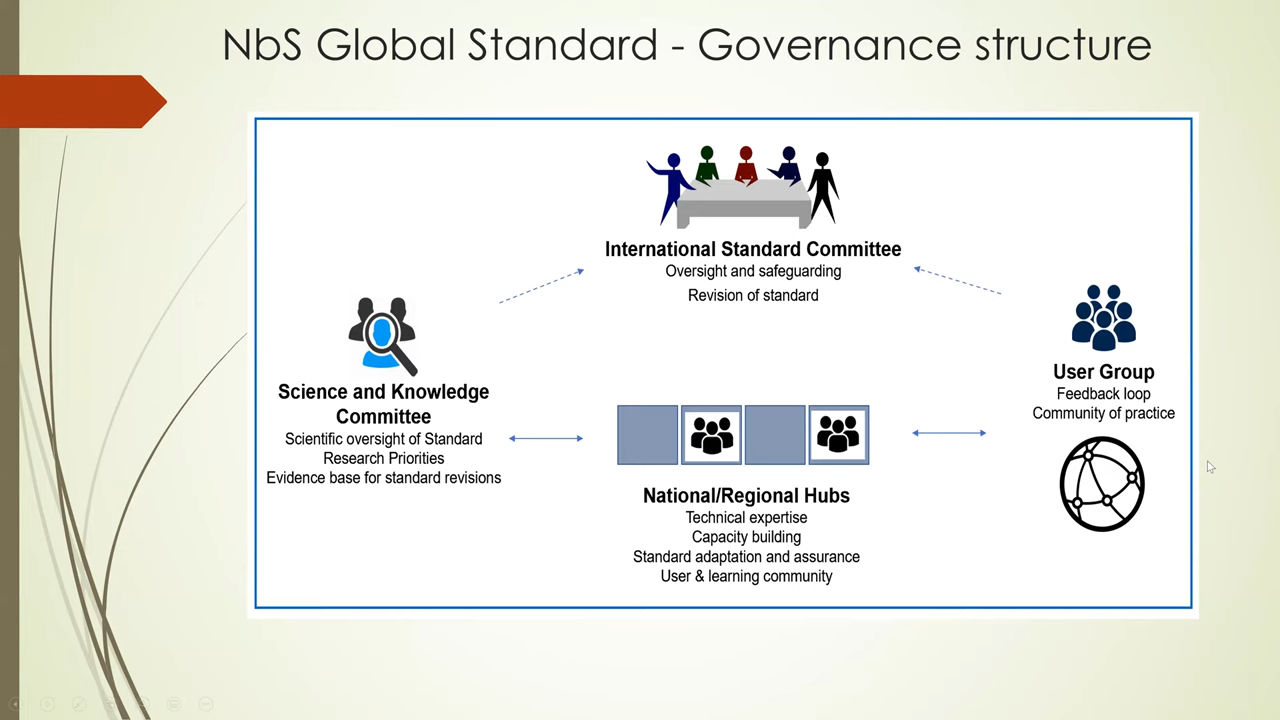 NbS Global Standard - Governance structure
International Standard Committee
Oversight and safeguarding
Revision of standard
Science and Knowledge
Committee
Scientific oversight of Standard
Research Priorities
Evidence base for standard revisions
User Group
Feedback loop
Community of practice
National/Regional Hubs
Technical expertise
Capacity building
Standard adaptation and assurance
User & learning community